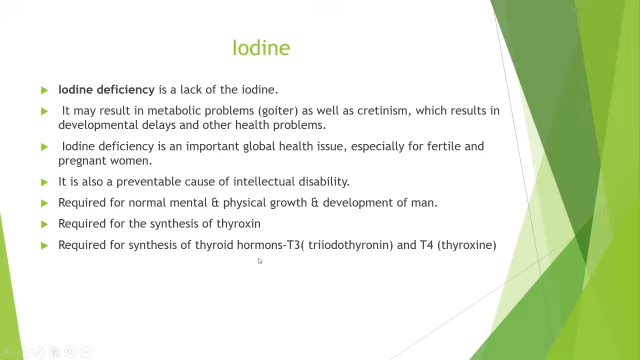 Iodine
Iodine deficiency is a lack of the iodine.
It may result in metabolic problems (goiter) as well as cretinism, which results in
developmental delays and other health problems.
Iodine deficiency is an important global health issue, especially for fertile and
pregnant women.
It is also a preventable cause of intellectual disability.
Required for normal mental & physical growth & development of man.
Required for the synthesis of thyroxin
Required for synthesis of thyroid hormons-T3( triiodothyronin) and T4 (thyroxine)